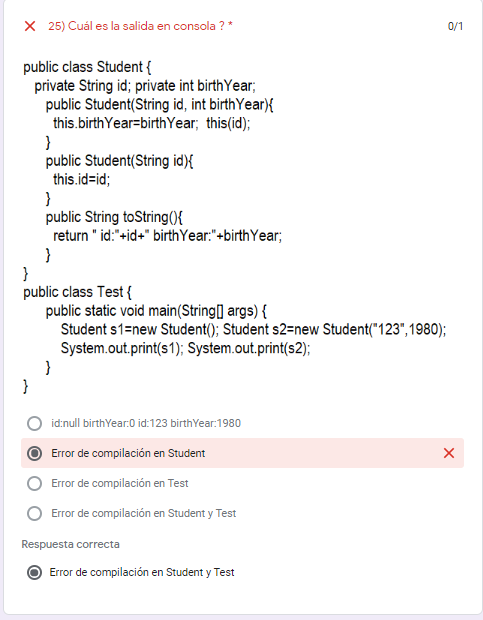 25) Cuál es la salida en consola ? *
0/1
public class Student {
private String id; private int birthYear;
public Student(String id, int birthYear){
this.birthYear=birthYear; this(id);
}
public Student(String id){
this.id=id;
}
public String toString(){
return " id:"+id+" birthYear:"+birthYear;
}
}
public class Test {
public static void main(String[] args) {
Student s1=new Student(); Student s2=new Student("123",1980);
System.out.print(s1); System.out.print(s2);
}
}
id:null birthYear:0 id:123 birthYear:1980
Error de compilación en Student
Error de compilación en Test
Error de compilación en Student y Test
Respuesta correcta
Error de compilación en Student y Test